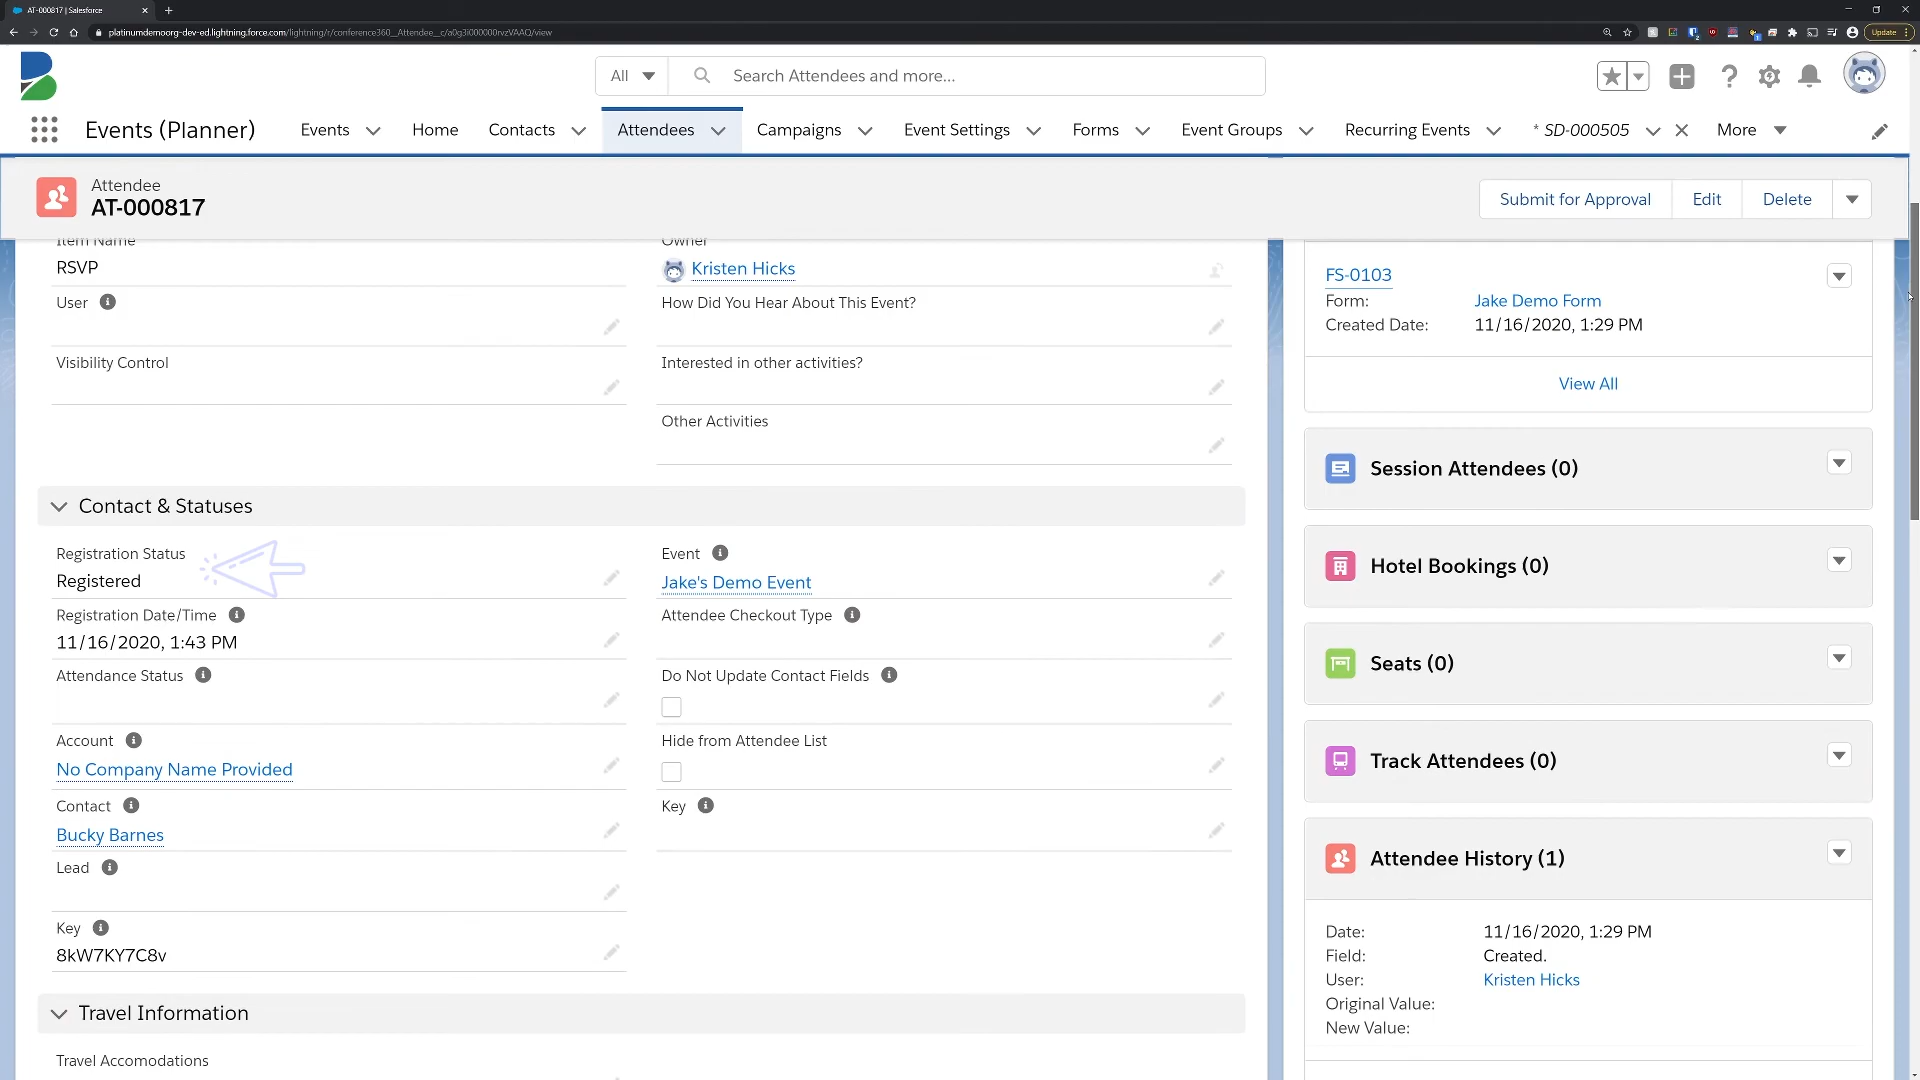 AT-000817 | Salesforce
platinumdemoorg-dev-ed.lightning.force.com/lightning/r/conference360__Attendee__c/a0g3i000000rvzVAAQ/view
Update
All
Search Attendees and more...
Events (Planner)
Events
Home
Contacts
Attendees
Campaigns
Event Settings
Forms
Event Groups
Recurring Events
* SD-000505
More
Attendee
AT-000817
Submit for Approval
Edit
Delete
Item Name
RSVP
Owner
Kristen Hicks
User
How Did You Hear About This Event?
Visibility Control
Interested in other activities?
Other Activities
Contact & Statuses
Registration Status
Registered
Event
Jake's Demo Event
Registration Date/Time
11/16/2020, 1:43 PM
Attendee Checkout Type
Attendance Status
Do Not Update Contact Fields
Account
No Company Name Provided
Hide from Attendee List
Contact
Bucky Barnes
Key
Lead
Key
8kW7KY7C8v
Travel Information
Travel Accomodations
FS-0103
Form: Jake Demo Form
Created Date: 11/16/2020, 1:29 PM
View All
Session Attendees (0)
Hotel Bookings (0)
Seats (0)
Track Attendees (0)
Attendee History (1)
Date: 11/16/2020, 1:29 PM
Field: Created.
User: Kristen Hicks
Original Value:
New Value: